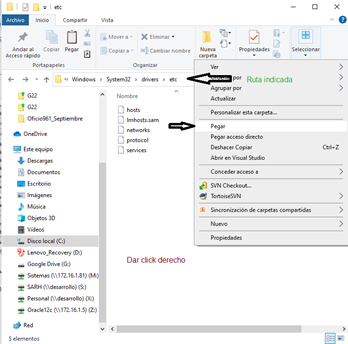 etc
Archivo
Inicio
Compartir
Vista
Anclar al
Acceso rápido
Copiar
Pegar
Mover a
Copiar a
Eliminar
Cambiar nombre
Nueva
carpeta
Propiedades
Seleccionar
Portapapeles
Organizar
Windows > System32 > drivers > etc
Ruta indicada
G22
G22
Oficio961_Septiembre
OneDrive
Este equipo
Descargas
Documentos
Escritorio
Imágenes
Música
Objetos 3D
Vídeos
Disco local (C:)
Lenovo_Recovery (D:)
Google Drive (G:)
Sistemas (\\172.16.1.81) (M:)
SARH (\\desarrollo) (S:)
Personal (\\desarrollo) (X:)
Oracle12c (\\172.16.1.5) (Z:)
Red
5 elementos
hosts
lmhosts.sam
networks
protocol
services
Dar click derecho
Ver
por
Agrupar por
Actualizar
Personalizar esta carpeta...
Pegar
Pegar acceso directo
Deshacer Copiar Ctrl+Z
Abrir en Visual Studio
Conceder acceso a
SVN Checkout...
TortoiseSVN
Sincronización de carpetas compartidas
Nuevo
Propiedades